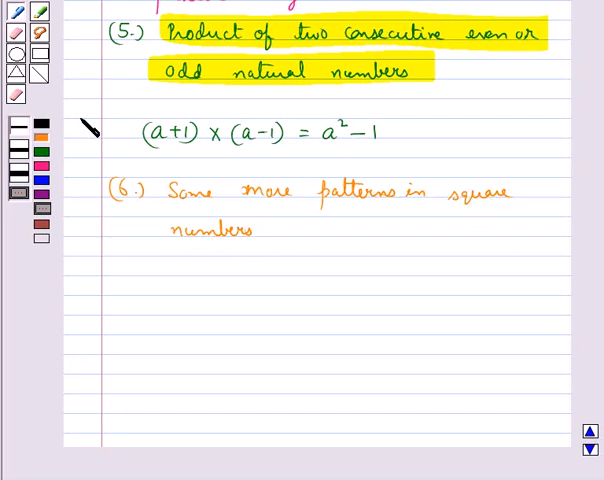 (5.) Product of two consecutive even or
odd natural numbers
(a+1) × (a-1) = a² - 1
(6.) Some more patterns in square
numbers